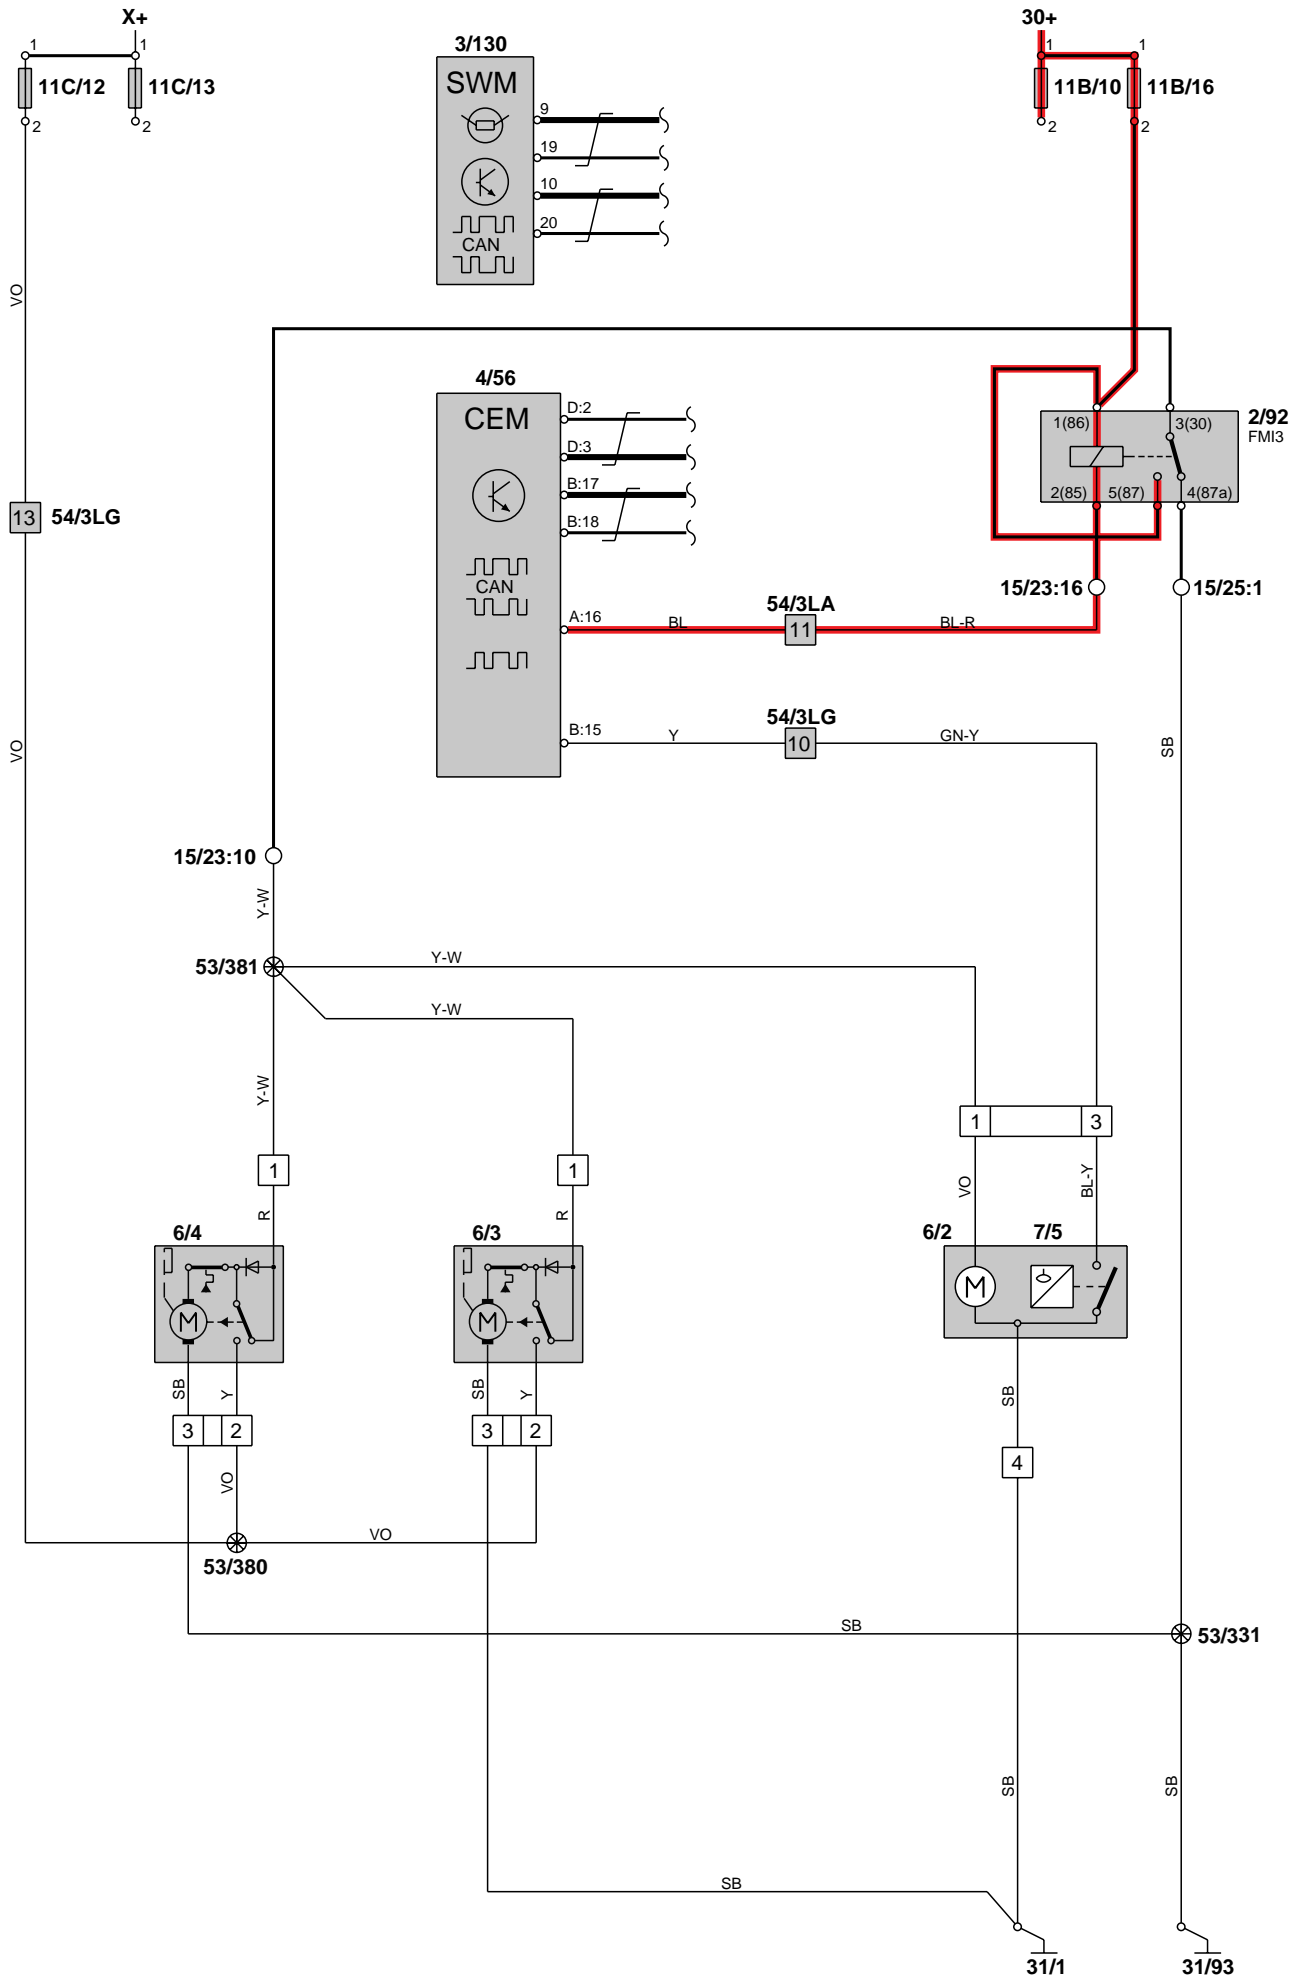 X+
30+
1
1
11C/12
11C/13
2
2
3/130
SWM
9
19
10
20
CAN
1
1
11B/10
11B/16
2
2
VO
4/56
CEM
D:2
D:3
B:17
B:18
CAN
A:16
B:15
1(86)
3(30)
2(85)
5(87)
4(87a)
2/92
FMI3
13
54/3LG
15/23:16
15/25:1
BL
54/3LA
11
BL-R
Y
54/3LG
10
GN-Y
VO
SB
15/23:10
Y-W
53/381
Y-W
Y-W
Y-W
1
3
1
1
VO
BL-Y
R
R
6/4
6/3
6/2
7/5
M
M
M
SB
Y
SB
Y
SB
3
2
3
2
4
VO
VO
53/380
SB
53/331
SB
SB
SB
31/1
31/93